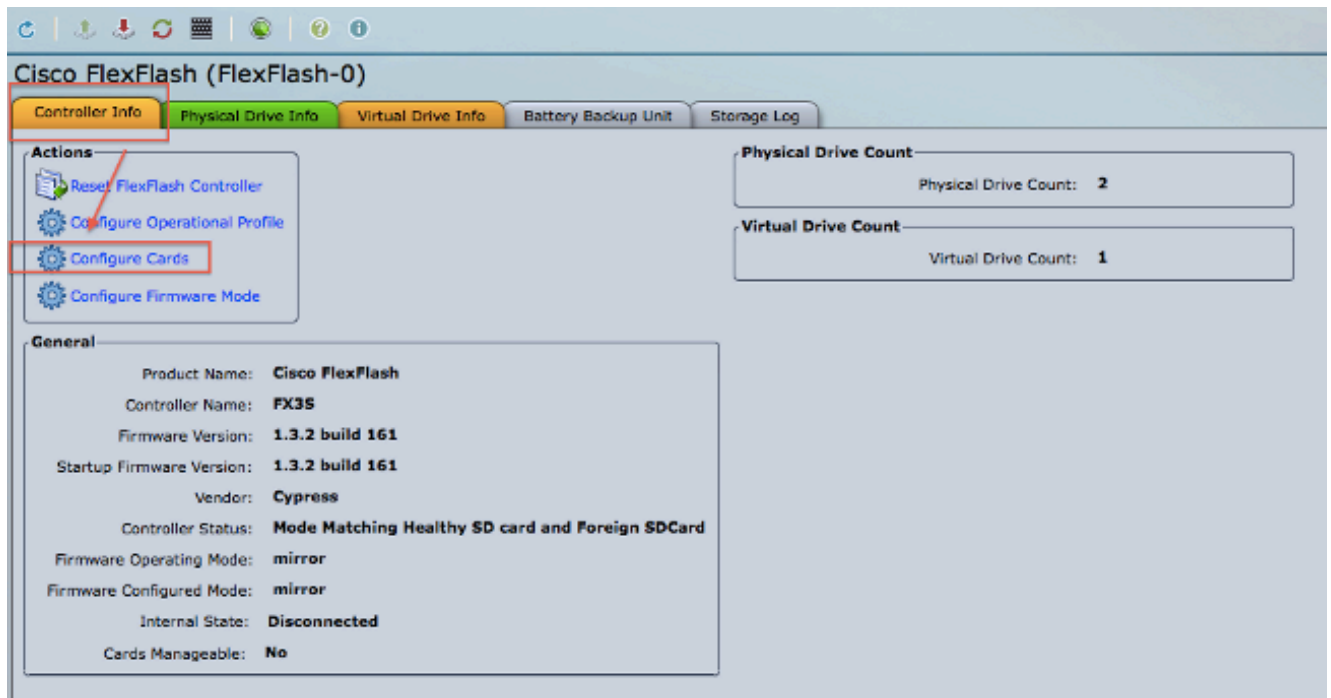 Cisco FlexFlash (FlexFlash-0)
Controller Info
Physical Drive Info
Virtual Drive Info
Battery Backup Unit
Storage Log
Actions
Reset FlexFlash Controller
Configure Operational Profile
Configure Cards
Configure Firmware Mode
Physical Drive Count
Physical Drive Count: 2
Virtual Drive Count
Virtual Drive Count: 1
General
Product Name: Cisco FlexFlash
Controller Name: FX3S
Firmware Version: 1.3.2 build 161
Startup Firmware Version: 1.3.2 build 161
Vendor: Cypress
Controller Status: Mode Matching Healthy SD card and Foreign SDCard
Firmware Operating Mode: mirror
Firmware Configured Mode: mirror
Internal State: Disconnected
Cards Manageable: No